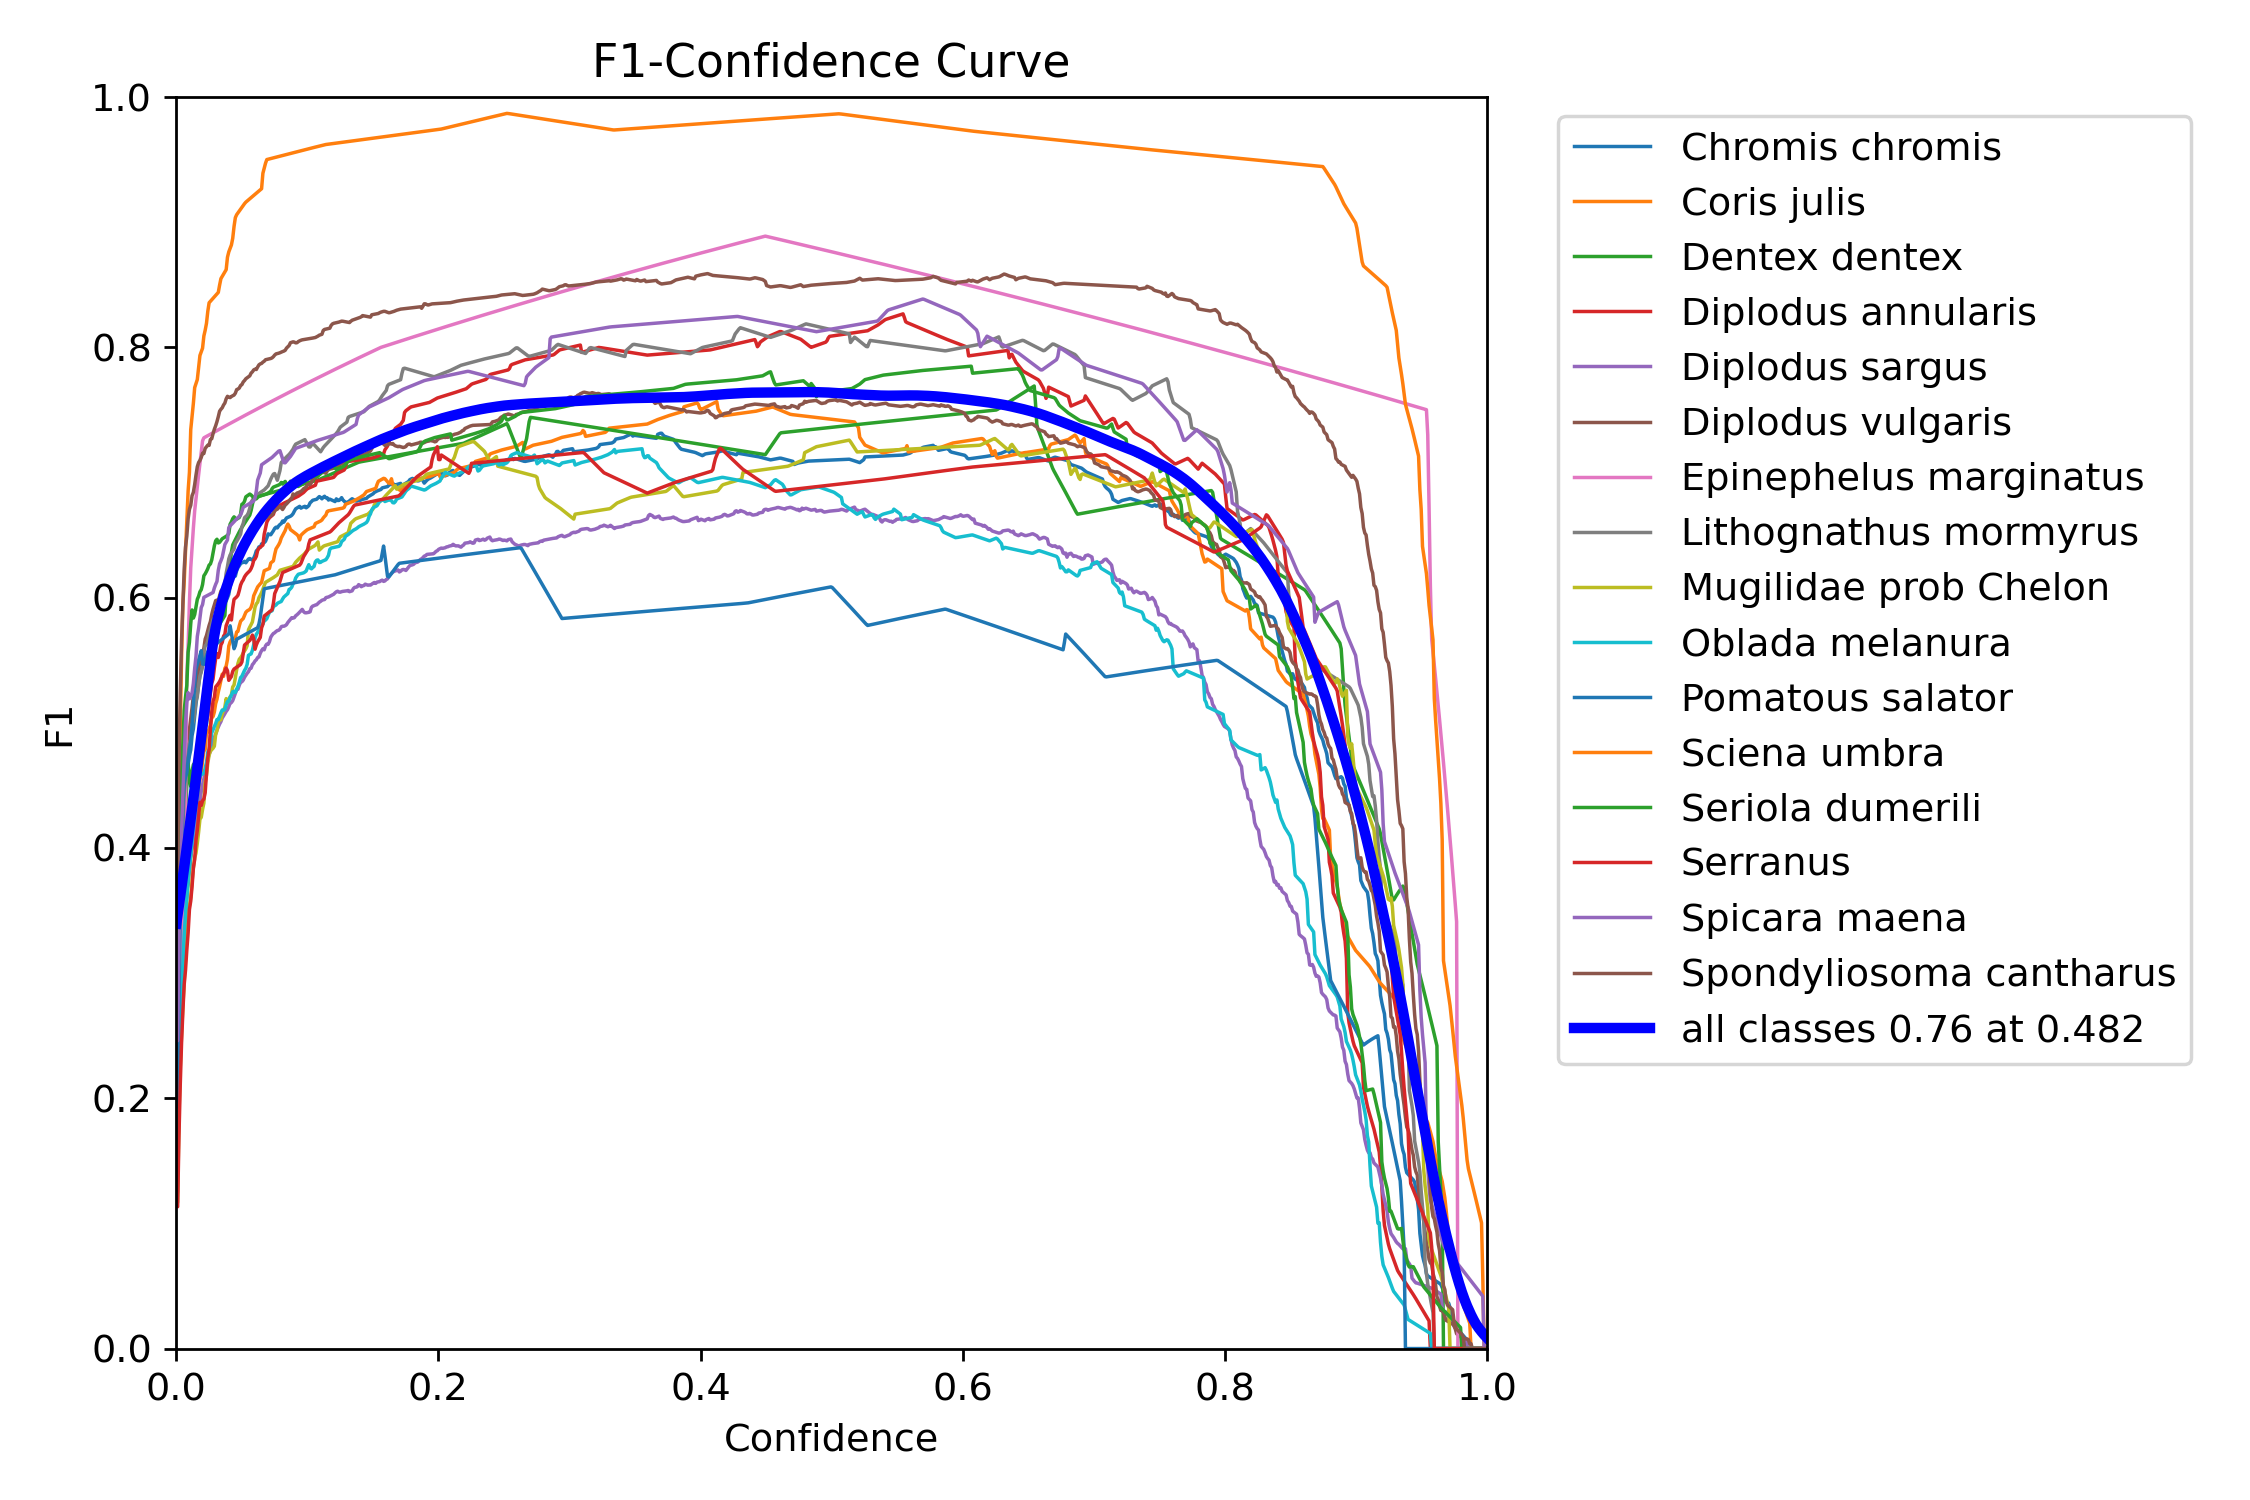 F1-Confidence Curve
1.0
0.8
0.6
0.4
0.2
0.0
F1
0.0 0.2 0.4 0.6 0.8 1.0
Confidence
Chromis chromis
Coris julis
Dentex dentex
Diplodus annularis
Diplodus sargus
Diplodus vulgaris
Epinephelus marginatus
Lithognathus mormyrus
Mugilidae prob Chelon
Oblada melanura
Pomatous salator
Sciena umbra
Seriola dumerili
Serranus
Spicara maena
Spondyliosoma cantharus
all classes 0.76 at 0.482